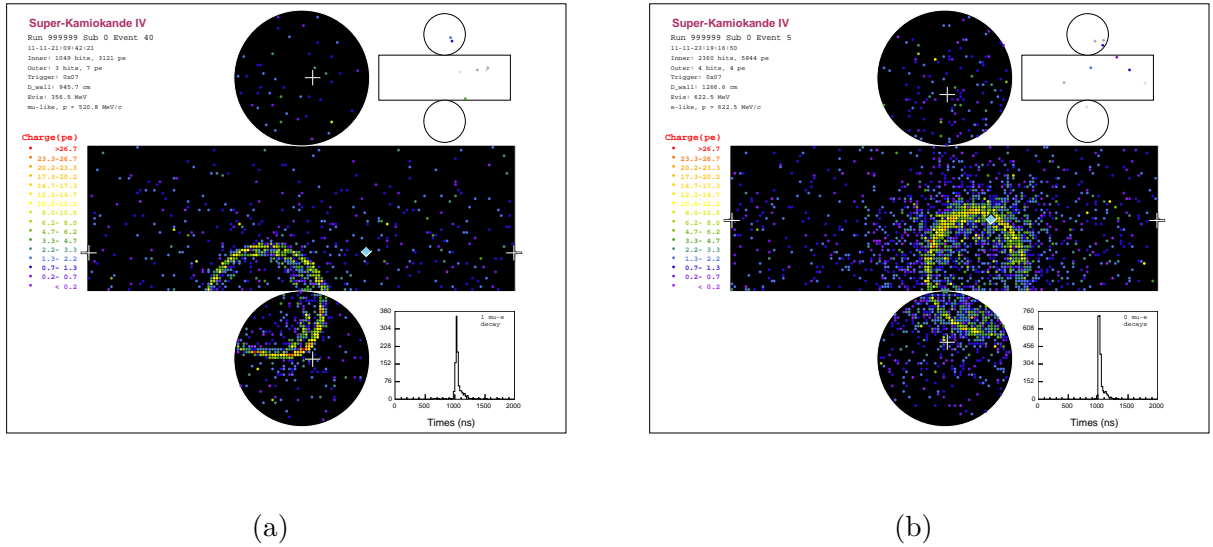 Super-Kamiokande IV
Run 999999 Sub 0 Event 40
11-11-21:09:42:21
Inner: 1049 hits, 3121 pe
Outer: 3 hits, 7 pe
Trigger: 0x07
D_wall: 945.7 cm
Evis: 356.5 MeV
mu-like, p = 520.8 MeV/c
Charge(pe)
>26.7
23.3-26.7
20.2-23.3
17.3-20.2
14.7-17.3
12.2-14.7
10.0-12.2
8.0-10.0
6.2- 8.0
4.7- 6.2
3.3- 4.7
2.2- 3.3
1.3- 2.2
0.7- 1.3
0.2- 0.7
< 0.2
1 mu-e
decay
380
304
228
152
76
0
0 500 1000 1500 2000
Times (ns)
(a)
Super-Kamiokande IV
Run 999999 Sub 0 Event 5
11-11-23:19:16:50
Inner: 2360 hits, 5844 pe
Outer: 4 hits, 4 pe
Trigger: 0x07
D_wall: 1266.6 cm
Evis: 622.5 MeV
e-like, p = 622.5 MeV/c
Charge(pe)
>26.7
23.3-26.7
20.2-23.3
17.3-20.2
14.7-17.3
12.2-14.7
10.0-12.2
8.0-10.0
6.2- 8.0
4.7- 6.2
3.3- 4.7
2.2- 3.3
1.3- 2.2
0.7- 1.3
0.2- 0.7
< 0.2
0 mu-e
decays
760
608
456
304
152
0
0 500 1000 1500 2000
Times (ns)
(b)